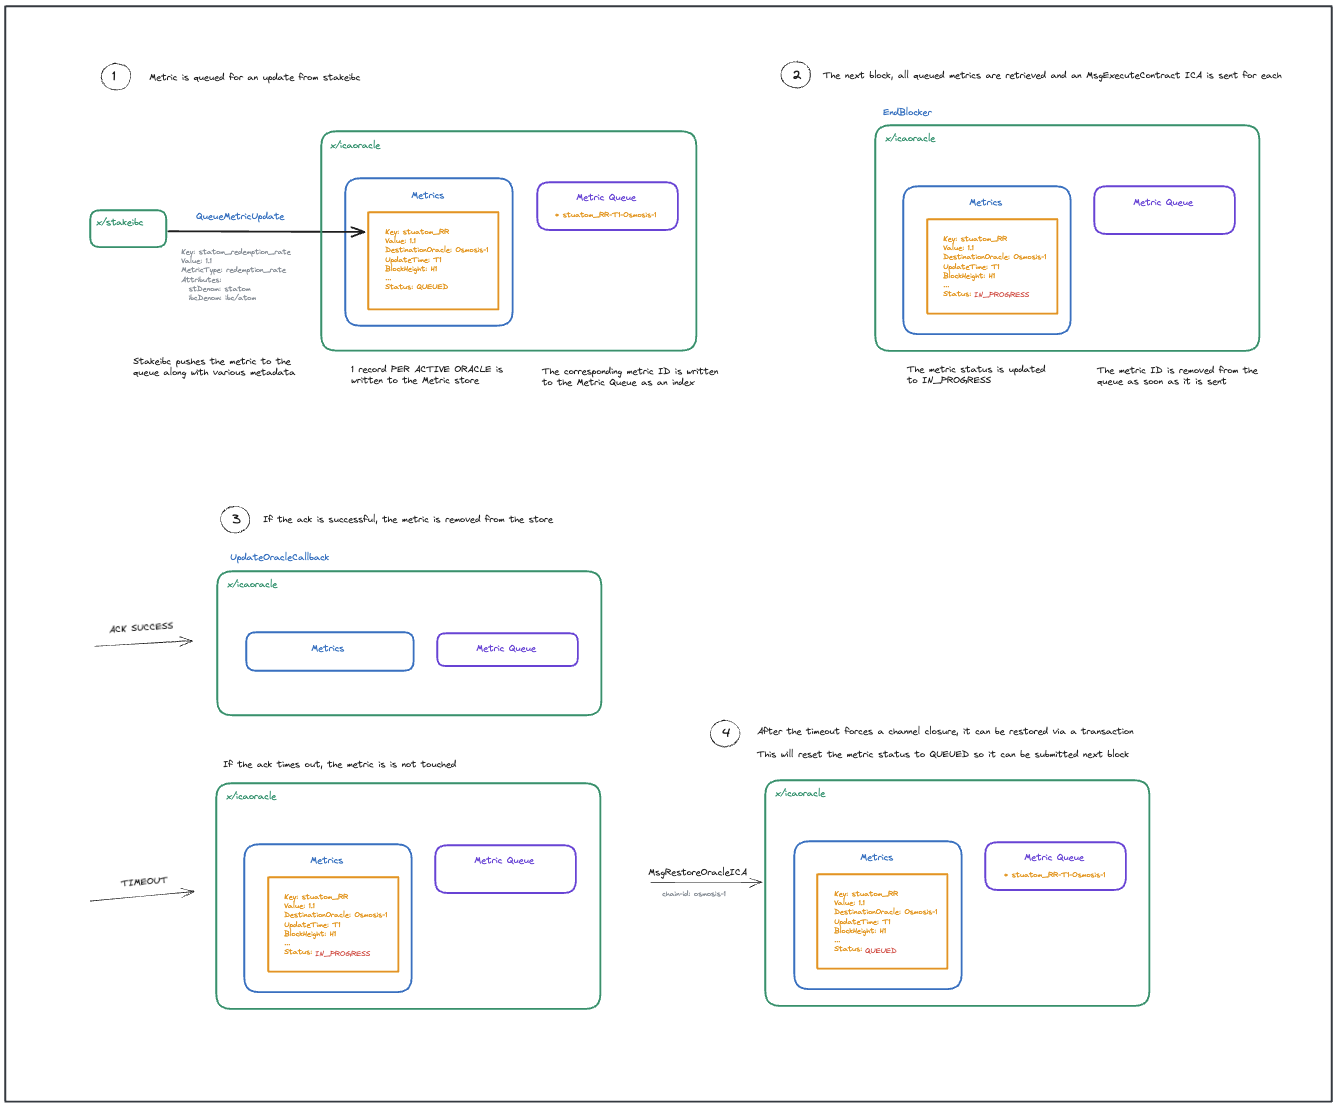 1
Metric is queued for an update from stakeibc
x/stakeibc
QueueMetricUpdate
Key: statom_redemption_rate
Value: 1.1
MetricType: redemption_rate
Attributes:
stDenom: statom
ibcDenom: ibc/atom
x/icaoracle
Metrics
Key: stuatom_RR
Value: 1.1
DestinationOracle: Osmosis-1
UpdateTime: T1
BlockHeight: H1
...
Status: QUEUED
Metric Queue
* stuatom_RR-T1-Osmosis-1
Stakeibc pushes the metric to the
queue along with various metadata
1 record PER ACTIVE ORACLE is
written to the Metric store
The corresponding metric ID is written
to the Metric Queue as an index
2
The next block, all queued metrics are retrieved and an MsgExecuteContract ICA is sent for each
EndBlocker
x/icaoracle
Metrics
Key: stuatom_RR
Value: 1.1
DestinationOracle: Osmosis-1
UpdateTime: T1
BlockHeight: H1
...
Status: IN_PROGRESS
Metric Queue
The metric status is updated
to IN_PROGRESS
The metric ID is removed from the
queue as soon as it is sent
3
If the ack is successful, the metric is removed from the store
UpdateOracleCallback
ACK SUCCESS
x/icaoracle
Metrics
Metric Queue
If the ack times out, the metric is is not touched
TIMEOUT
x/icaoracle
Metrics
Key: stuatom_RR
Value: 1.1
DestinationOracle: Osmosis-1
UpdateTime: T1
BlockHeight: H1
...
Status: IN_PROGRESS
Metric Queue
4
After the timeout forces a channel closure, it can be restored via a transaction
This will reset the metric status to QUEUED so it can be submitted next block
MsgRestoreOracleICA
chain-id: osmosis-1
x/icaoracle
Metrics
Key: stuatom_RR
Value: 1.1
DestinationOracle: Osmosis-1
UpdateTime: T1
BlockHeight: H1
...
Status: QUEUED
Metric Queue
* stuatom_RR-T1-Osmosis-1